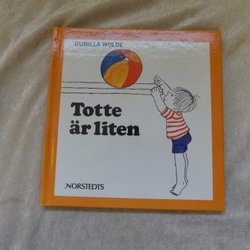 GUNILLA WOLDE
Totte
är liten
NORSTEDTS